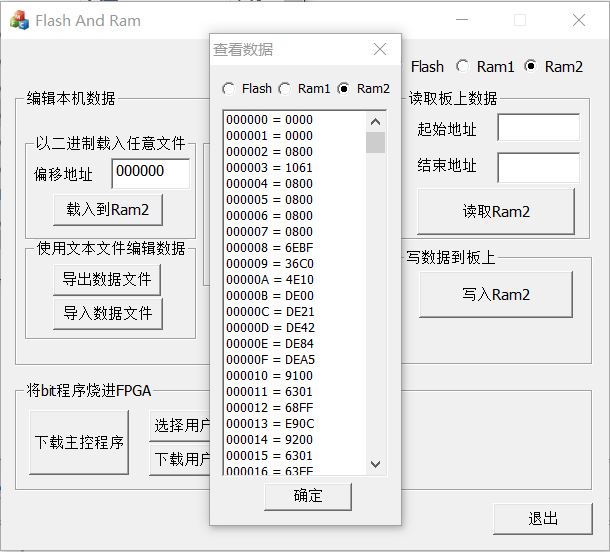 Flash And Ram
查看数据
Flash Ram1 Ram2
Flash Ram1 Ram2
编辑本机数据
以二进制载入任意文件
偏移地址 000000
载入到Ram2
使用文本文件编辑数据
导出数据文件
导入数据文件
000000 = 0000
000001 = 0000
000002 = 0800
000003 = 1061
000004 = 0800
000005 = 0800
000006 = 0800
000007 = 0800
000008 = 6EBF
000009 = 36C0
00000A = 4E10
00000B = DE00
00000C = DE21
00000D = DE42
00000E = DE84
00000F = DEA5
000010 = 9100
000011 = 6301
000012 = 68FF
000013 = E90C
000014 = 9200
000015 = 6301
000016 = 63FF
确定
读取板上数据
起始地址
结束地址
读取Ram2
写数据到板上
写入Ram2
将bit程序烧进FPGA
下载主控程序
选择用户
下载用户
退出